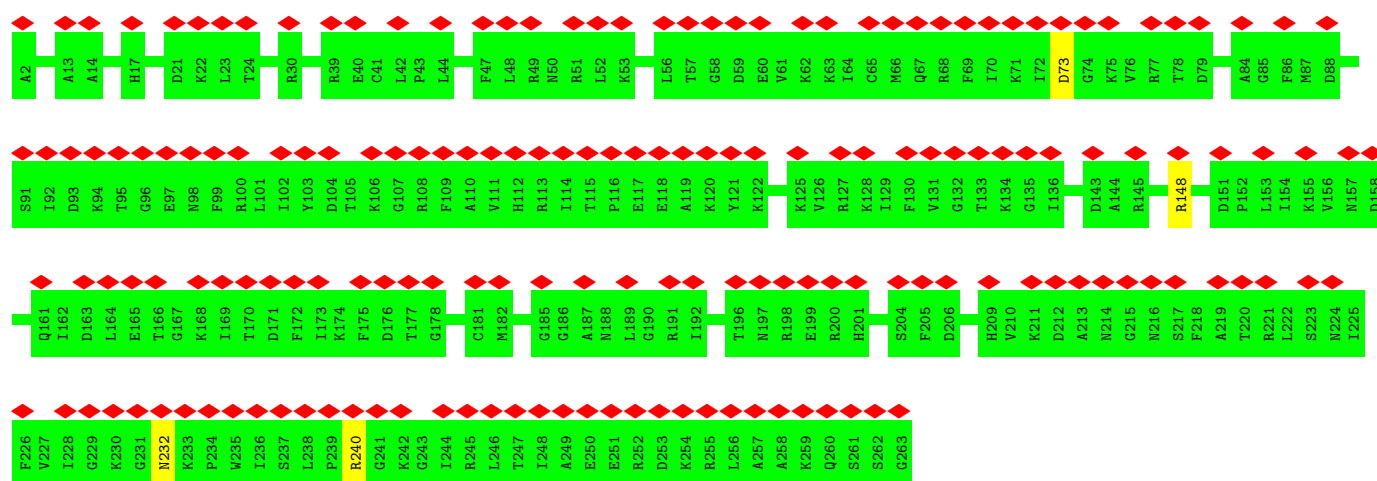 A2 A13 A14 H17 D21 K22 L23 T24 R30 R39 E40 C41 L42 P43 L44 F47 L48 R49 N50 R51 L52 K53 L56 T57 G58 D59 E60 V61 K62 K63 I64 C65 M66 Q67 R68 F69 I70 K71 I72 D73 G74 K75 V76 R77 T78 D79 A84 G85 F86 M87 D88
S91 I92 D93 K94 T95 G96 E97 N98 F99 R100 L101 I102 Y103 D104 T105 K106 G107 R108 F109 A110 V111 H112 R113 I114 T115 P116 E117 E118 A119 K120 Y121 K122 K125 V126 R127 K128 I129 F130 V131 G132 T133 K134 G135 I136 D143 A144 R145 R148 D151 P152 L153 I154 K155 V156 N157 D158
Q161 I162 D163 L164 E165 T166 G167 K168 I169 T170 D171 F172 I173 K174 F175 D176 T177 G178 C181 M182 G185 G186 A187 N188 L189 G190 R191 I192 T196 N197 R198 E199 R200 H201 S204 F205 D206 H209 V210 K211 D212 A213 N214 G215 N216 S217 F218 A219 T220 R221 L222 S223 N224 I225
F226 V227 I228 G229 K230 G231 N232 K233 P234 W235 I236 S237 L238 P239 R240 G241 K242 G243 I244 R245 L246 T247 I248 A249 E250 E251 R252 D253 K254 R255 L256 A257 A258 K259 Q260 S261 S262 G263